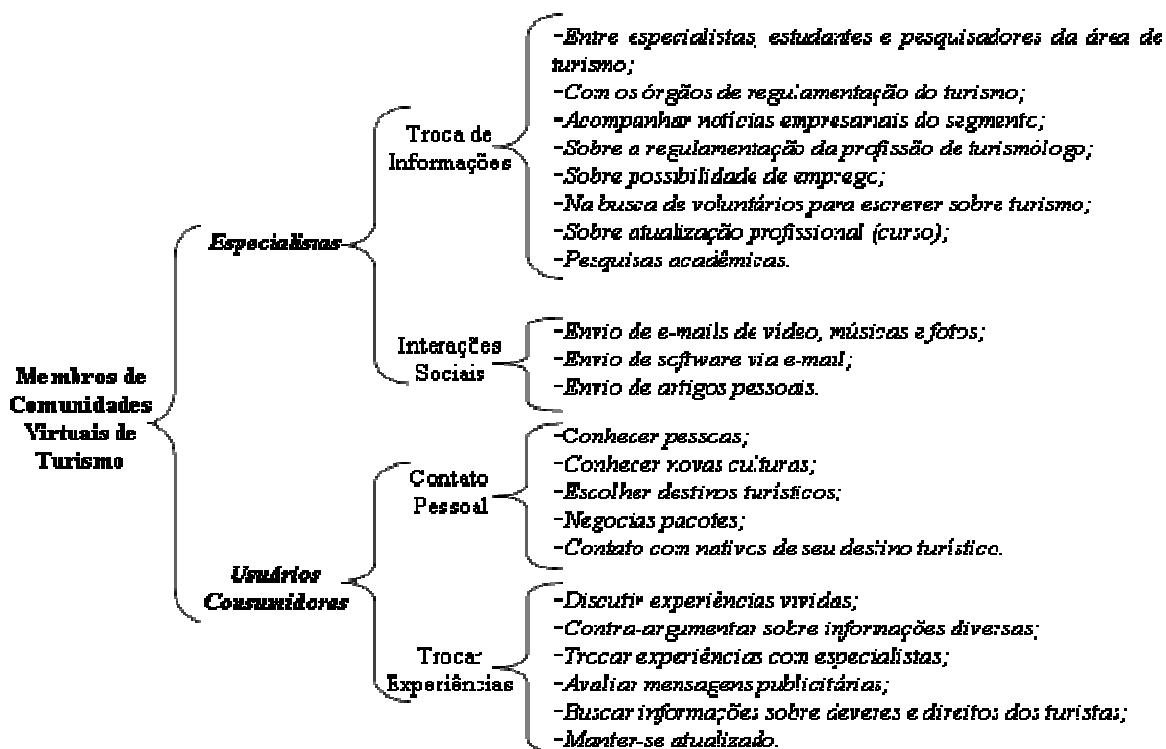 Membros de
Comunidades
Virtuais de
Turismo
Especialistas
Troca de
Informações
-Entre especialistas, estudantes e pesquisadores da área de
turismo;
-Com os órgãos de regulamentação do turismo;
-Acompanhar notícias empresariais do segmento;
-Sobre a regulamentação da profissão de turismólogo;
-Sobre possibilidade de emprego;
-Na busca de voluntários para escrever sobre turismo;
-Sobre atualização profissional (curso);
-Pesquisas acadêmicas.
Interações
Sociais
-Envio de e-mails de vídeo, músicas e fotos;
-Envio de software via e-mail;
-Envio de artigos pessoais.
Usuários
Consumidores
Contato
Pessoal
-Conhecer pessoas;
-Conhecer novas culturas;
-Escolher destinos turísticos;
-Negocias pacotes;
-Contato com nativos de seu destino turístico.
Trocar
Experiências
-Discutir experiências vividas;
-Contra-argumentar sobre informações diversas;
-Trocar experiências com especialistas;
-Avaliar mensagens publicitárias;
-Buscar informações sobre deveres e direitos dos turistas;
-Manter-se atualizado.